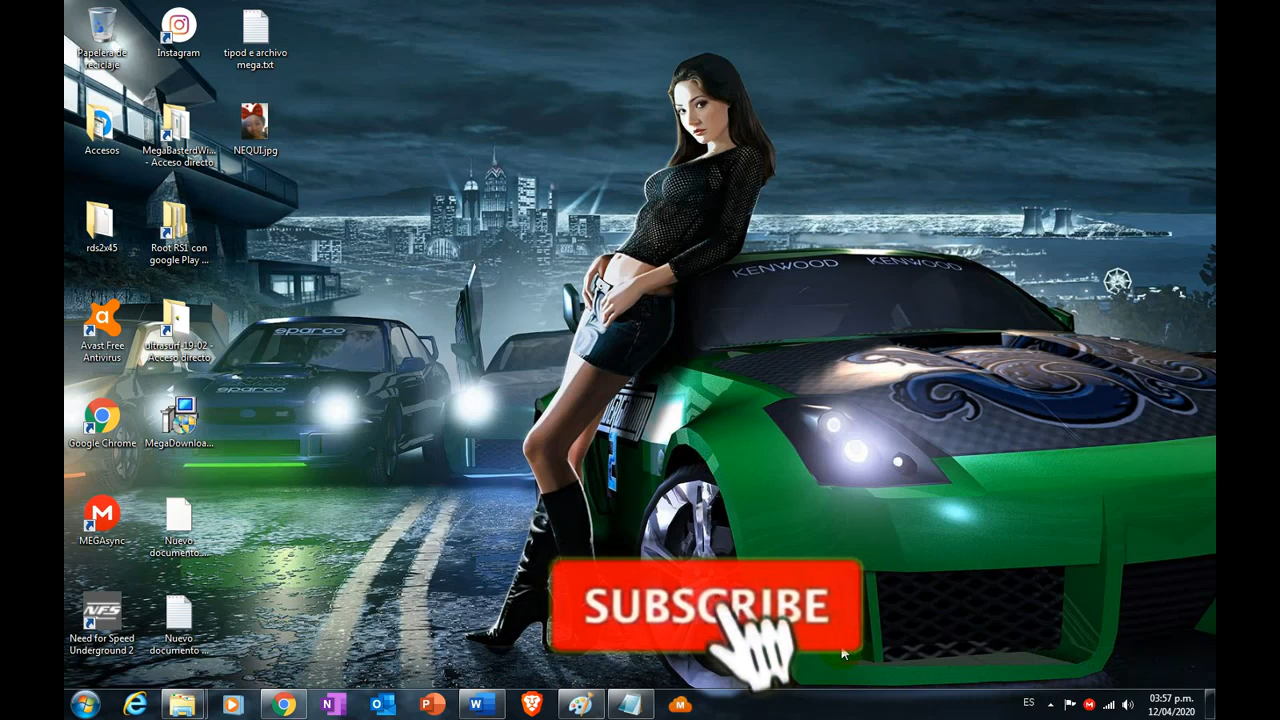 Papelera de
reciclaje
Instagram
tipod e archivo
mega.txt
Accesos
MegaBasterdWi...
- Acceso directo
NEQUI.jpg
rds2x45
Root RS1 con
google Play ...
Avast Free
Antivirus
ultrasurf 19-02 -
Acceso directo
Google Chrome
MegaDownloa...
MEGAsync
Nuevo
documento....
NFS
Need for Speed
Underground 2
Nuevo
documento ...
KENWOOD KENWOOD
sparco
sparco
SUBSCRIBE
ES
03:57 p.m.
12/04/2020